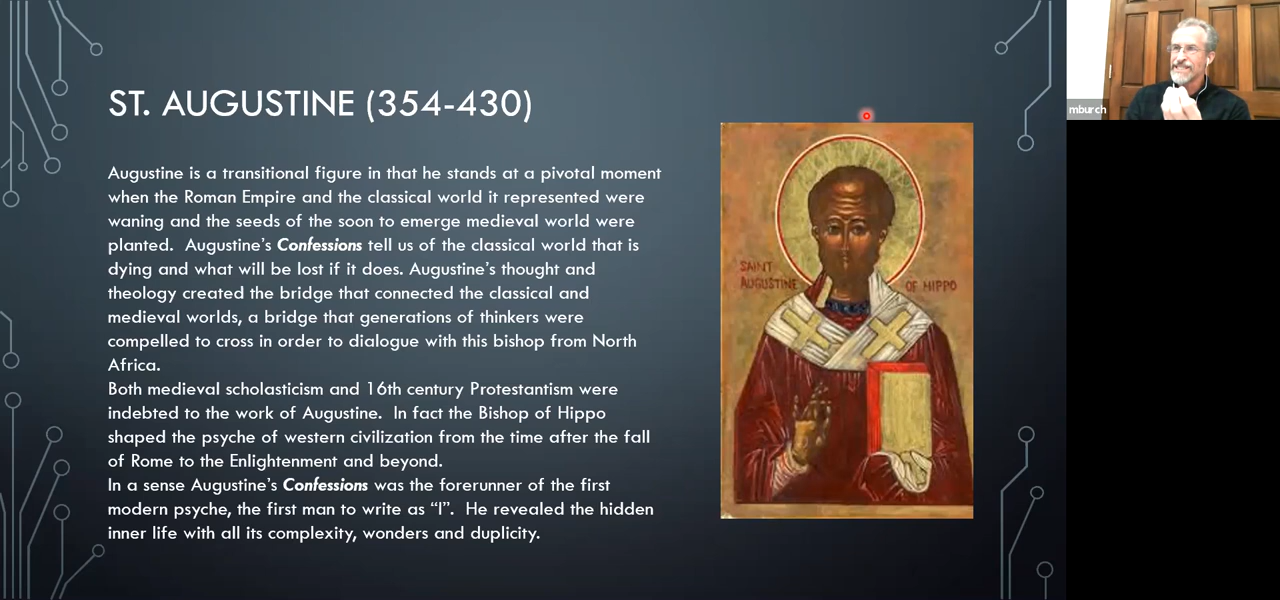 ST. AUGUSTINE (354-430)
Augustine is a transitional figure in that he stands at a pivotal moment
when the Roman Empire and the classical world it represented were
waning and the seeds of the soon to emerge medieval world were
planted.  Augustine's Confessions tell us of the classical world that is
dying and what will be lost if it does. Augustine's thought and
theology created the bridge that connected the classical and
medieval worlds, a bridge that generations of thinkers were
compelled to cross in order to dialogue with this bishop from North
Africa.
Both medieval scholasticism and 16th century Protestantism were
indebted to the work of Augustine.  In fact the Bishop of Hippo
shaped the psyche of western civilization from the time after the fall
of Rome to the Enlightenment and beyond.
In a sense Augustine's Confessions was the forerunner of the first
modern psyche, the first man to write as “I”.  He revealed the hidden
inner life with all its complexity, wonders and duplicity.
SAINT
AUGUSTINE
OF HIPPO
mburch